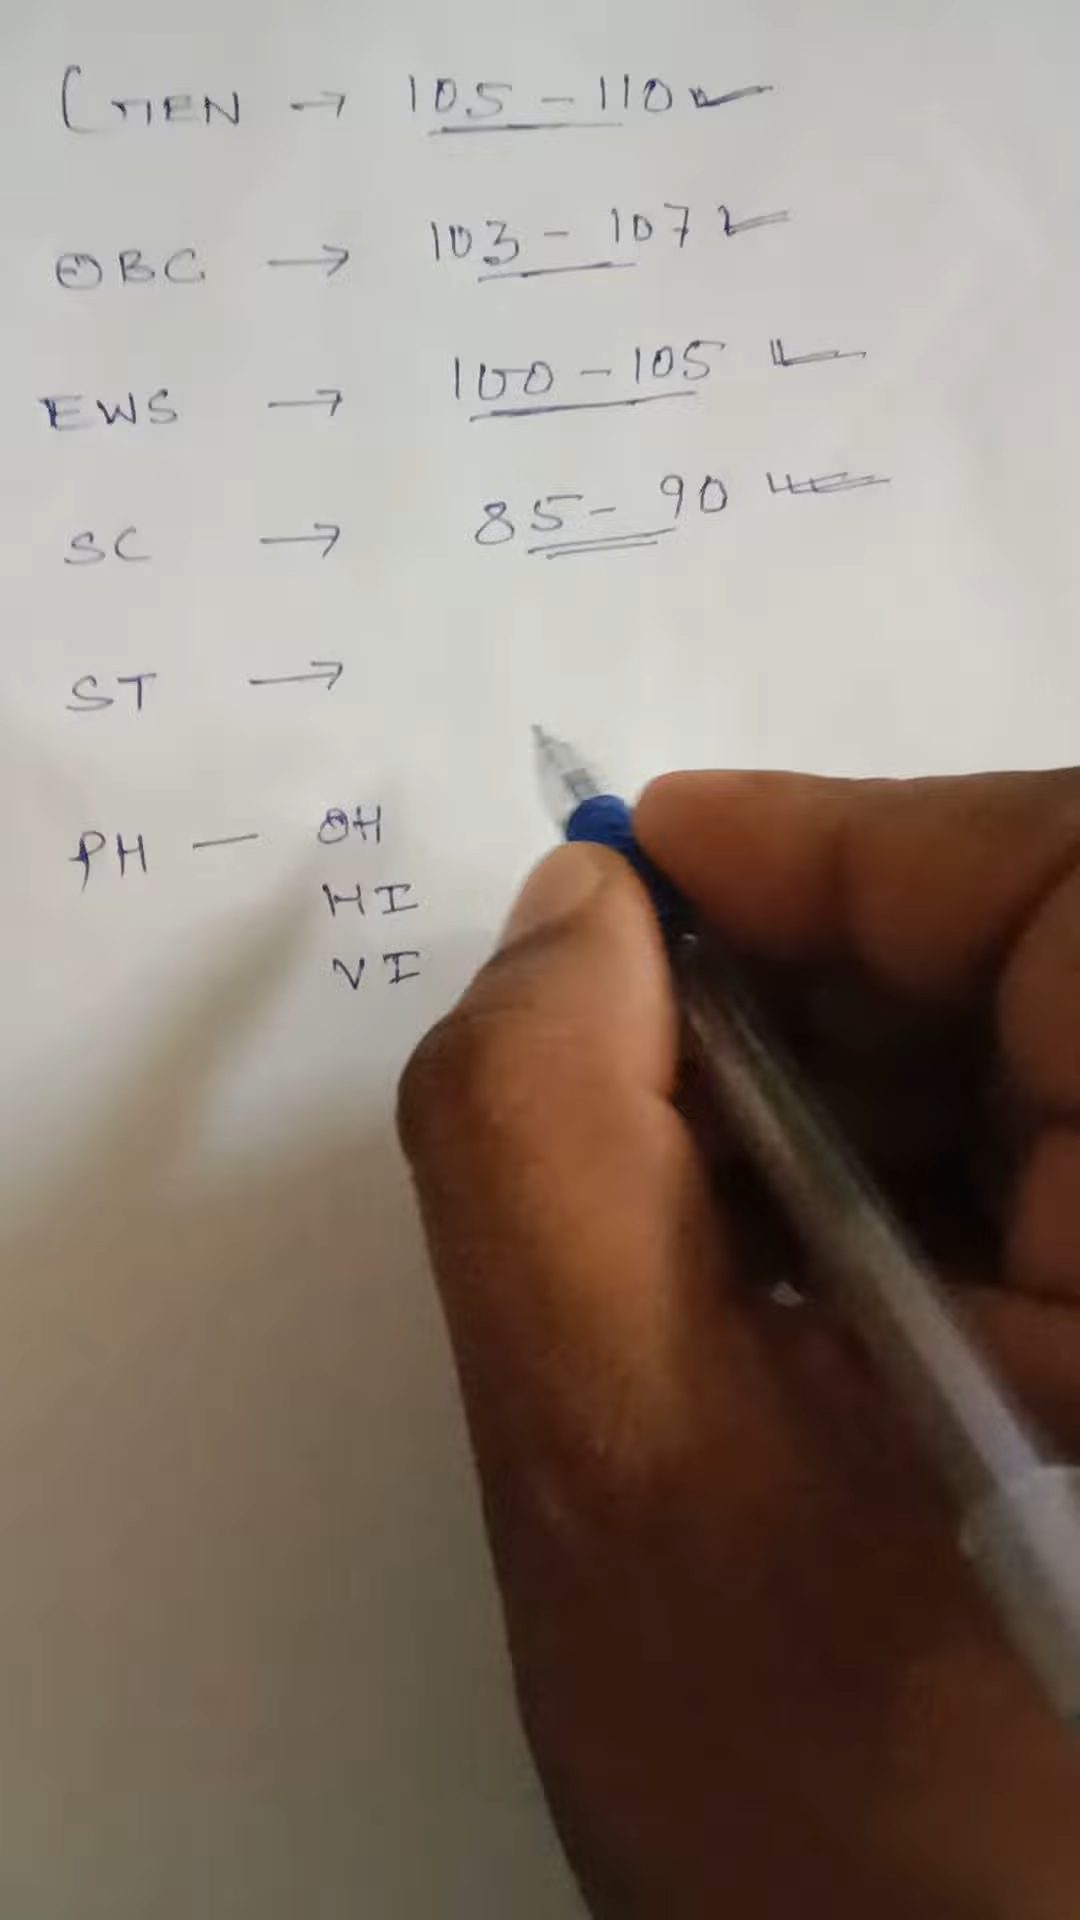 GEN → 105 - 110 ✓
OBC → 103 - 107 ✓
EWS → 100 - 105 ✓
SC → 85 - 90 ✓
ST →
PH — OH
HI
VI